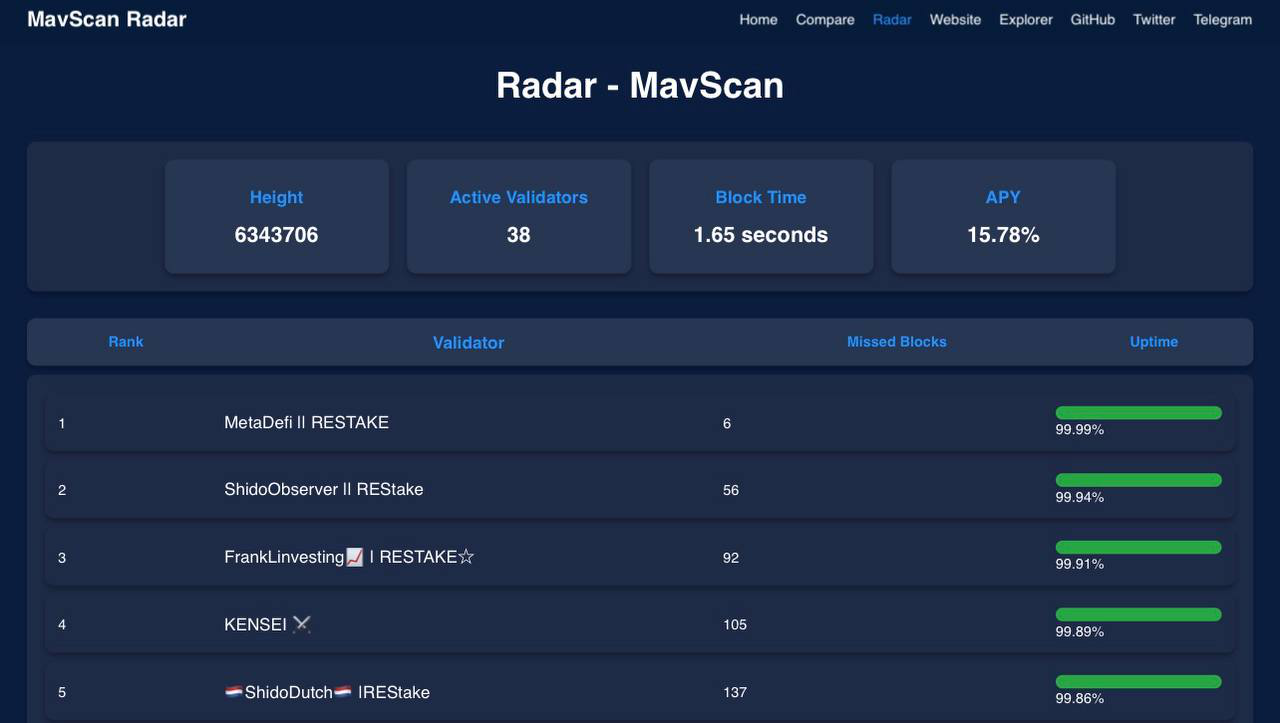 MavScan Radar Home Compare Radar Website Explorer GitHub Twitter Telegram
Radar - MavScan
Height Active Validators Block Time APY
6343706 38 1.65 seconds 15.78%
Rank Validator Missed Blocks Uptime
1 MetaDefi || RESTAKE 6 99.99%
2 ShidoObserver || REStake 56 99.94%
3 FrankLinvesting📈 | RESTAKE☆ 92 99.91%
4 KENSEI ⚔️ 105 99.89%
5 🇳🇱ShidoDutch🇳🇱 |REStake 137 99.86%